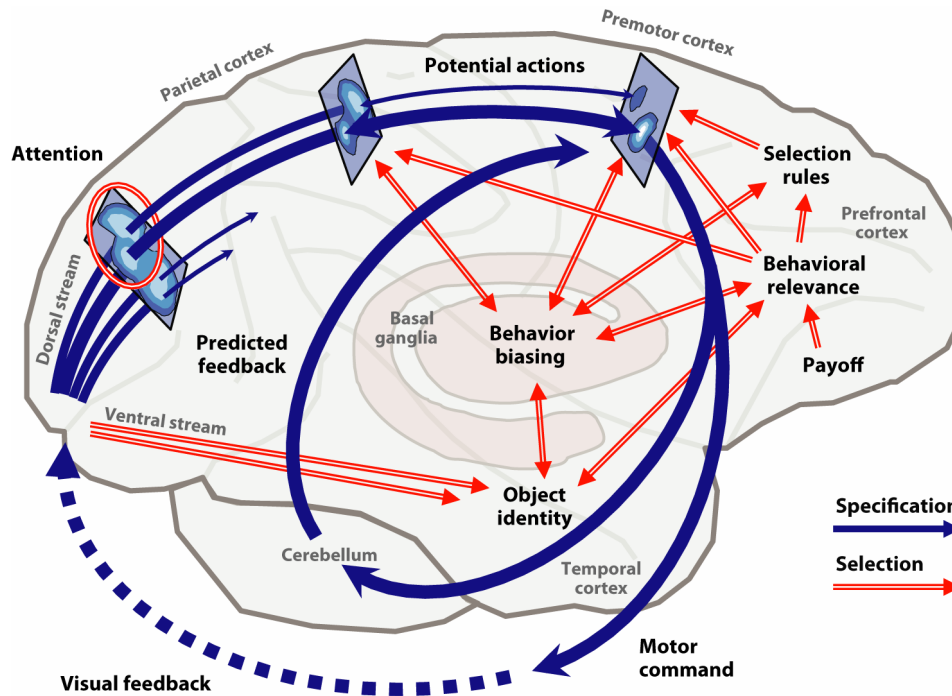 Premotor cortex
Parietal cortex
Potential actions
Attention
Selection
rules
Prefrontal
cortex
Behavioral
relevance
Dorsal stream
Basal
ganglia
Behavior
biasing
Predicted
feedback
Payoff
Ventral stream
Object
identity
Specification
Cerebellum
Temporal
cortex
Selection
Motor
command
Visual feedback